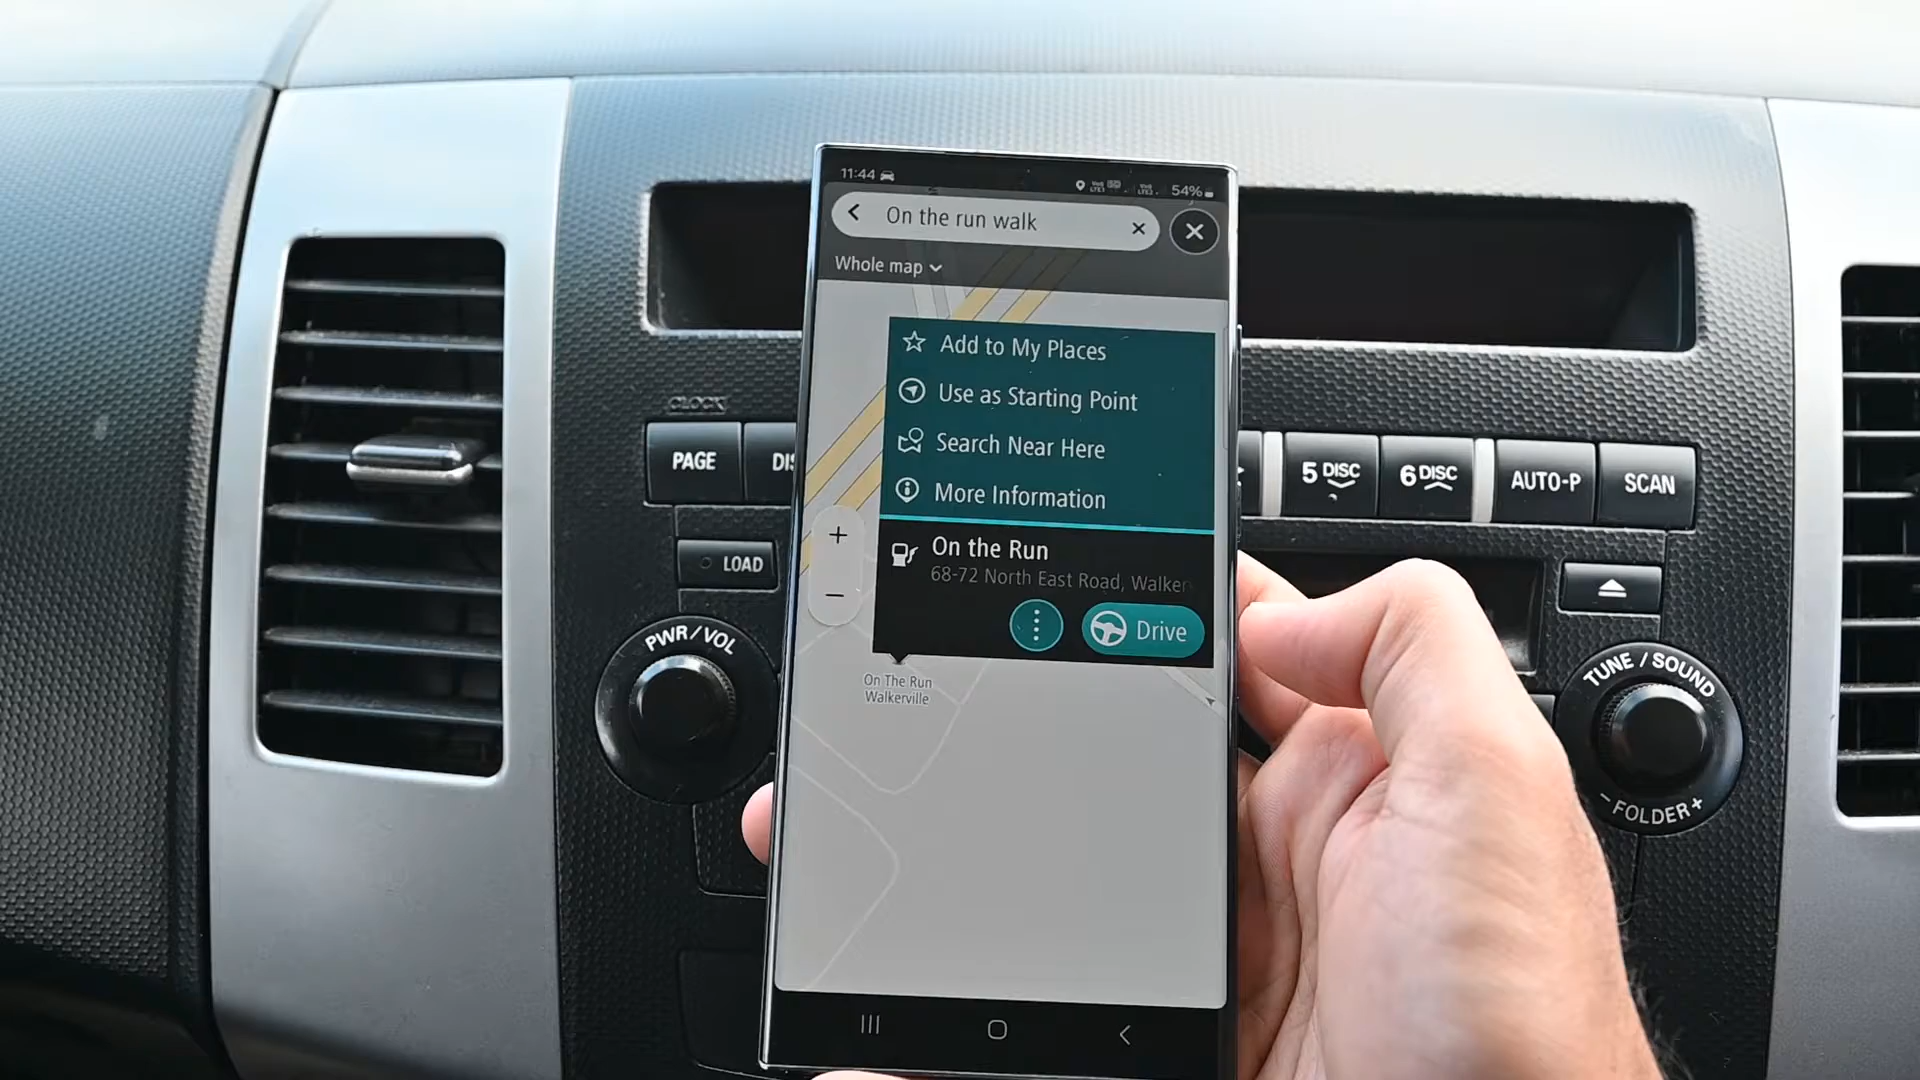 11:44
54%
On the run walk
Whole map
Add to My Places
Use as Starting Point
Search Near Here
More Information
On the Run
68-72 North East Road, Walker
Drive
On The Run
Walkerville
CLOCK
PAGE
DIS
5 DISC
6 DISC
AUTO-P
SCAN
LOAD
PWR/VOL
TUNE / SOUND
- FOLDER +